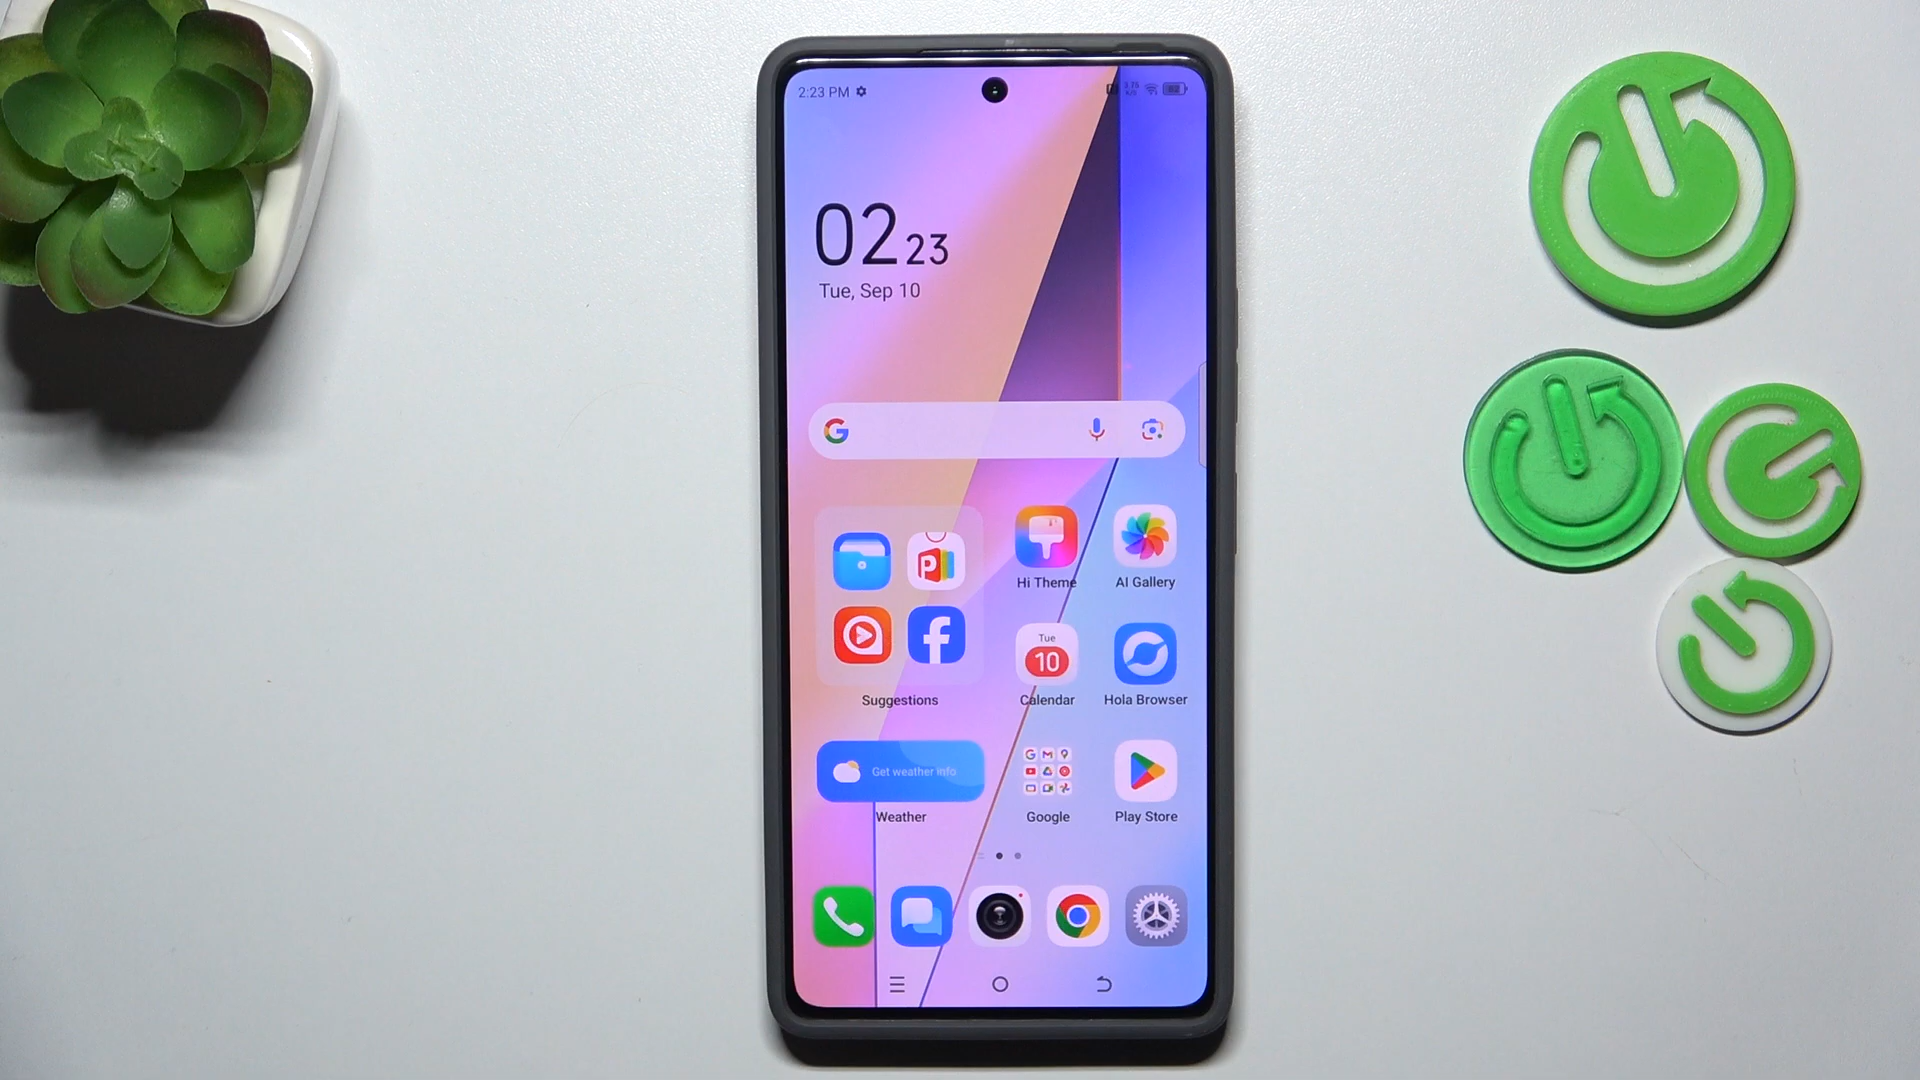 2:23 PM
02 23
Tue, Sep 10
Hi Theme
AI Gallery
Tue
10
Suggestions
Calendar
Hola Browser
Get weather info
Weather
Google
Play Store